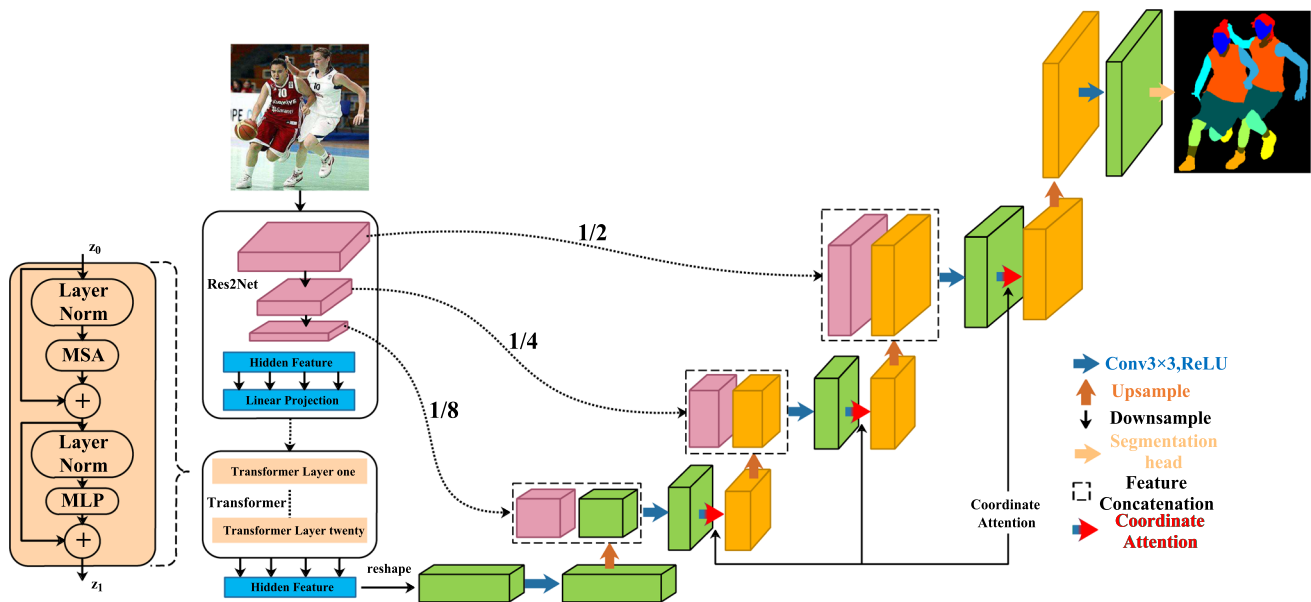 z0
Layer
Norm
MSA
+
Layer
Norm
MLP
+
z1
10
10
Res2Net
Hidden Feature
Linear Projection
Transformer Layer one
Transformer
Transformer Layer twenty
Hidden Feature
reshape
1/2
1/4
1/8
Coordinate
Attention
Conv3×3,ReLU
Upsample
Downsample
Segmentation
head
Feature
Concatenation
Coordinate
Attention